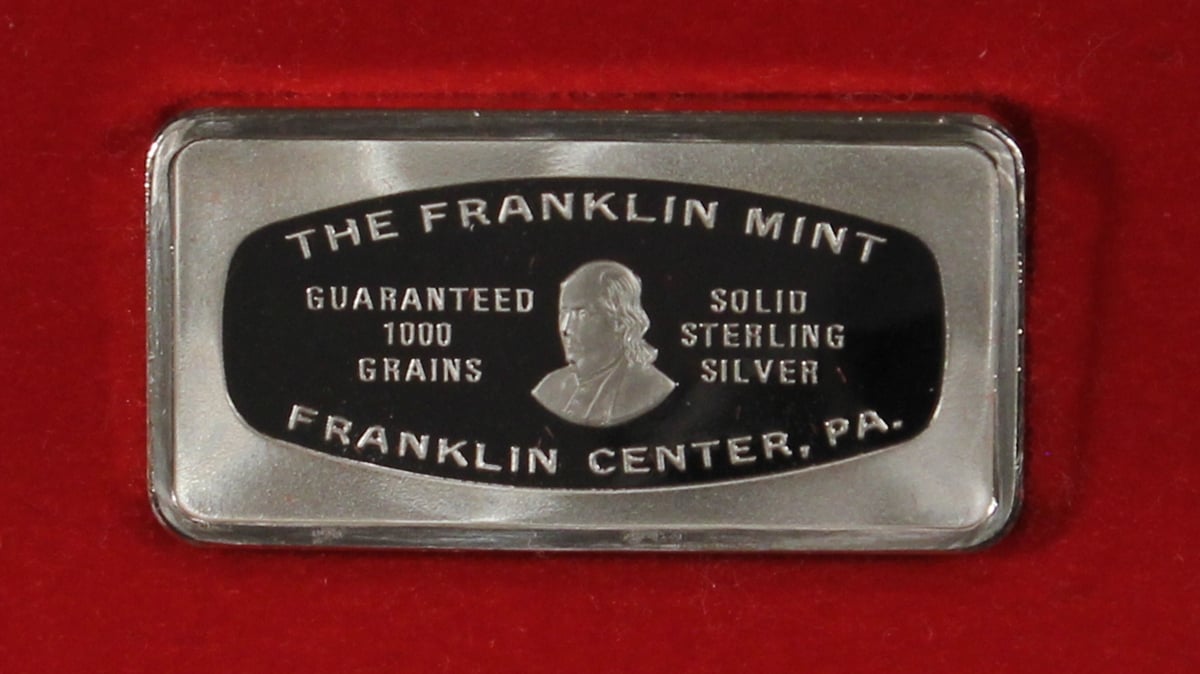 THE FRANKLIN MINT
GUARANTEED
1000
GRAINS
SOLID
STERLING
SILVER
FRANKLIN CENTER, PA.